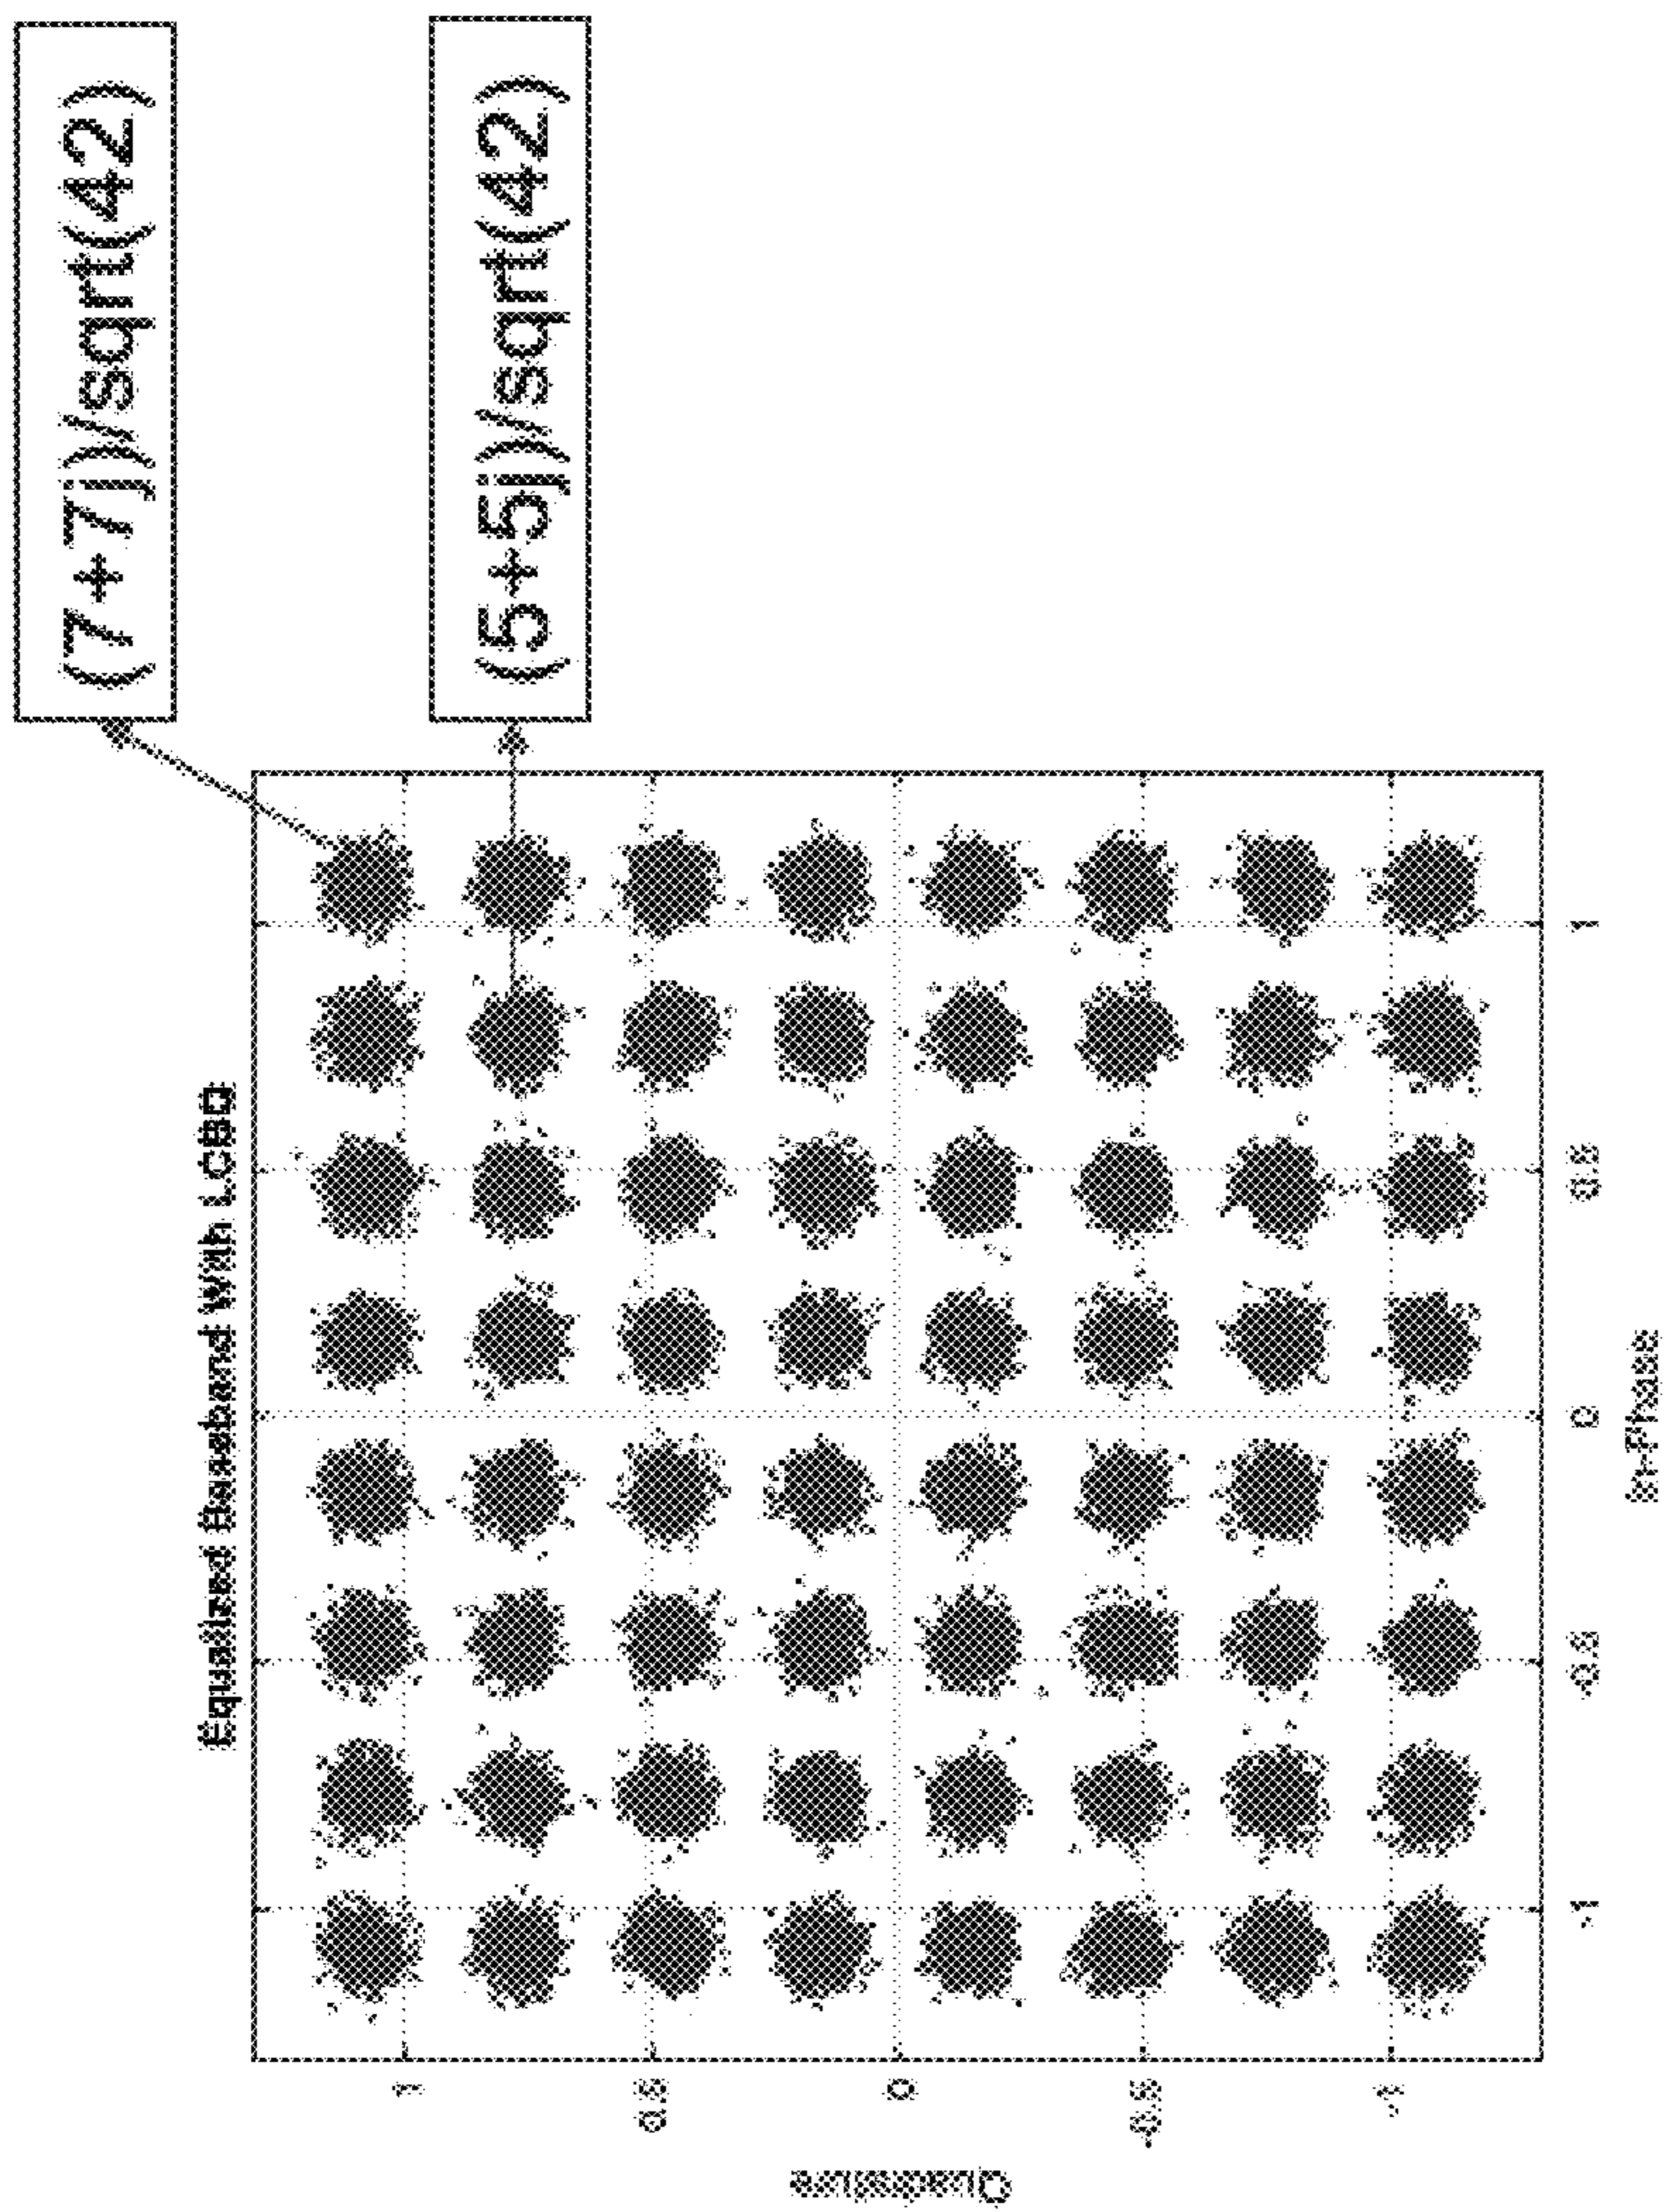 (7+7j)/sqrt(42)
(5+5j)/sqrt(42)
Equalized Baseband With LCBD
Quadrature
1
0.5
0
-0.5
-1
-1
-0.5
0
0.5
1
In-Phase